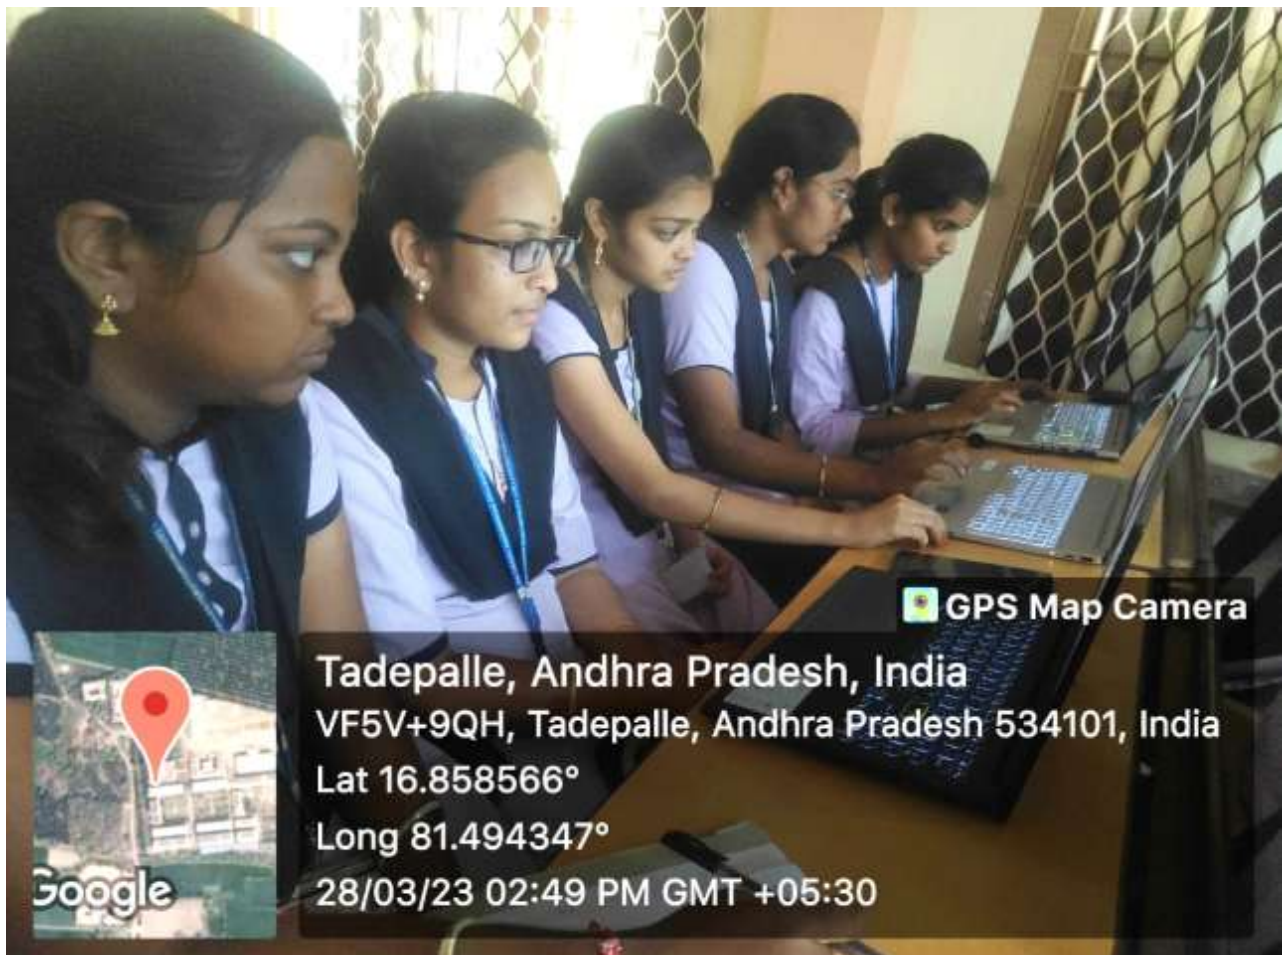 GPS Map Camera
Tadepalle, Andhra Pradesh, India
VF5V+9QH, Tadepalle, Andhra Pradesh 534101, India
Lat 16.858566°
Long 81.494347°
28/03/23 02:49 PM GMT +05:30
Google